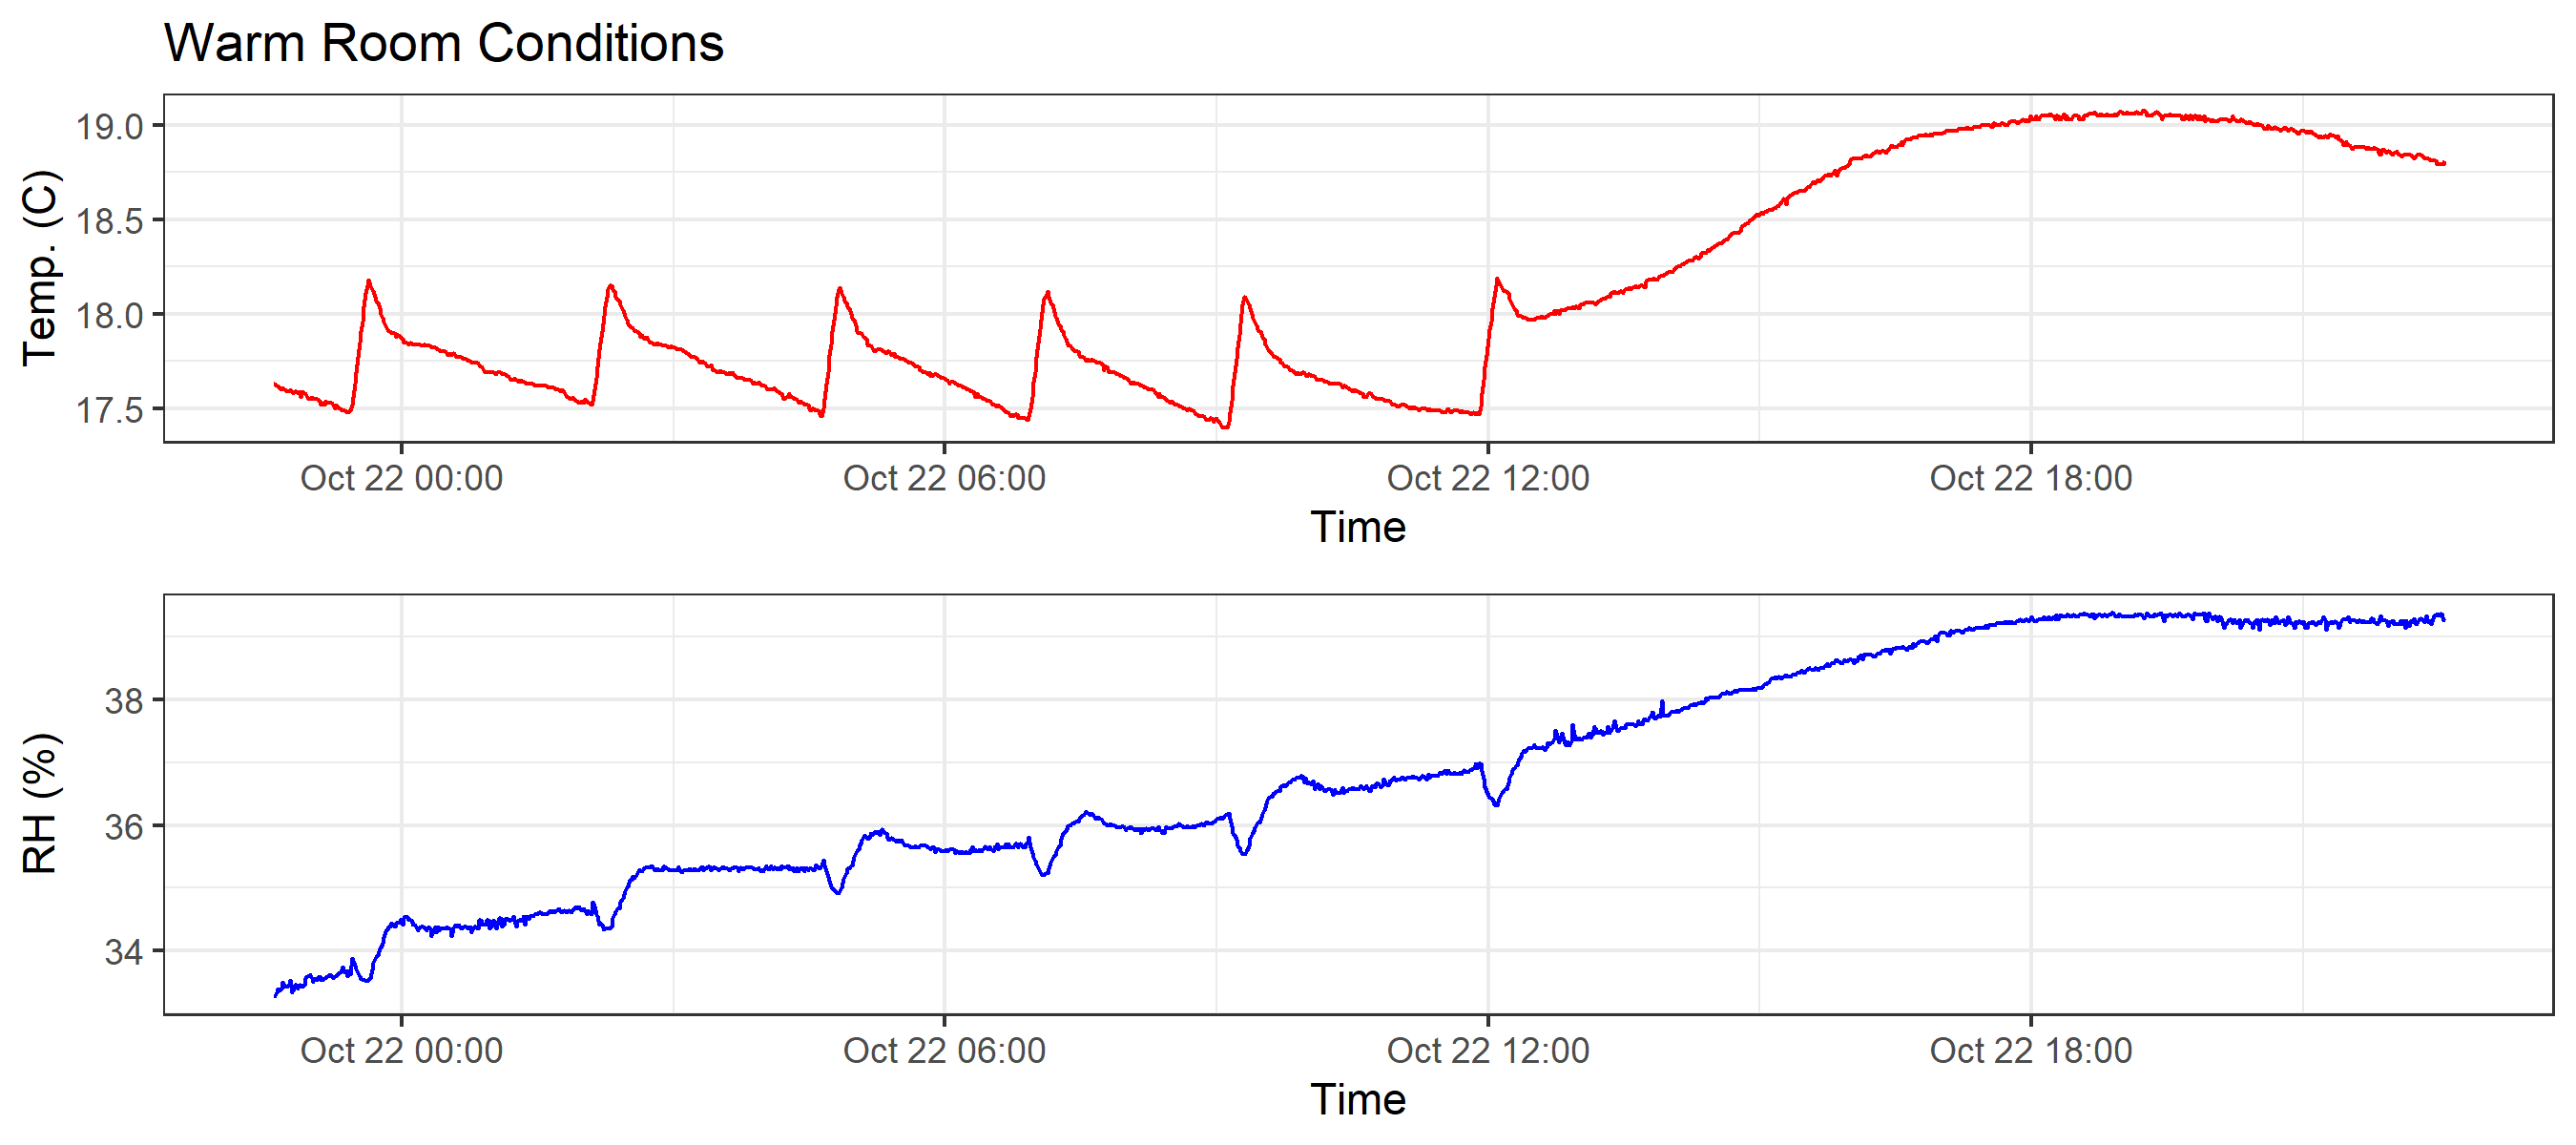 Warm Room Conditions
Temp. (C)
19.0
18.5
18.0
17.5
Oct 22 00:00 Oct 22 06:00 Oct 22 12:00 Oct 22 18:00
Time
RH (%)
38
36
34
Oct 22 00:00 Oct 22 06:00 Oct 22 12:00 Oct 22 18:00
Time